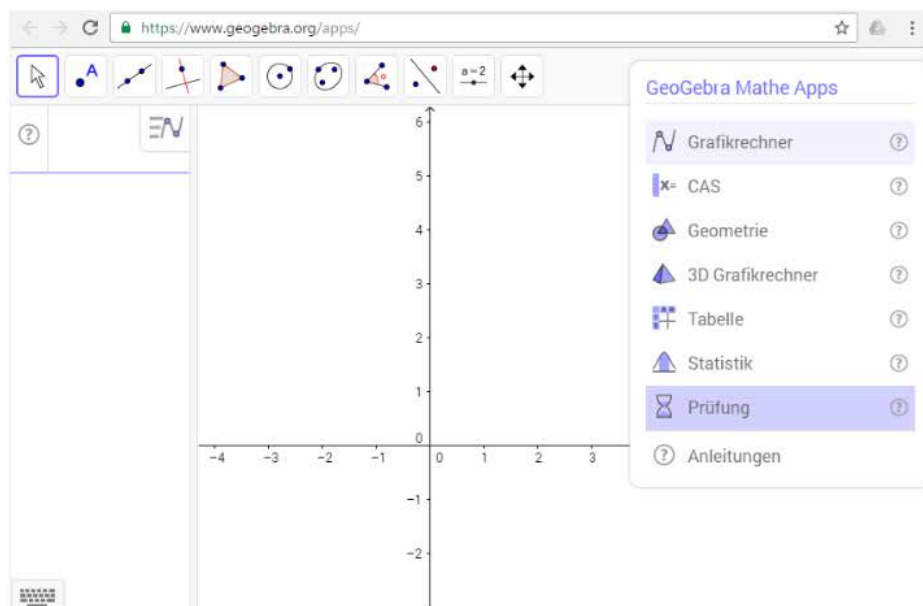 https://www.geogebra.org/apps/
A
a=2
GeoGebra Mathe Apps
Grafikrechner
x= CAS
Geometrie
3D Grafikrechner
Tabelle
Statistik
Prüfung
Anleitungen
6
5
4
3
2
1
0
−4 −3 −2 −1 0 1 2 3
−1
−2